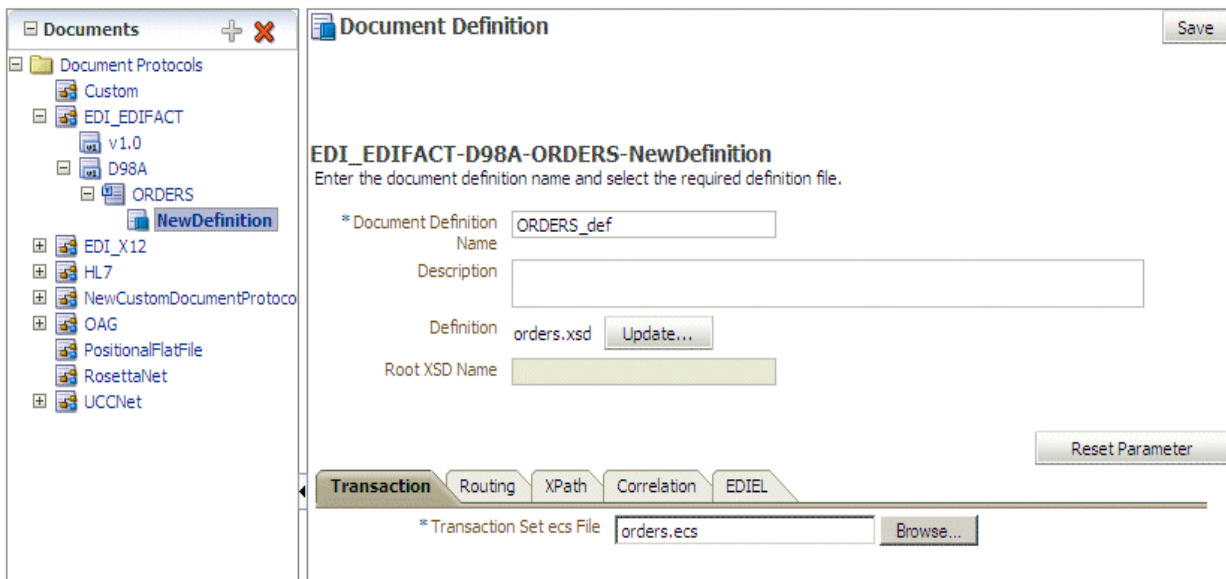 Documents
Document Protocols
Custom
EDI_EDIFACT
v1.0
D98A
ORDERS
NewDefinition
EDI_X12
HL7
NewCustomDocumentProtoco
OAG
PositionalFlatFile
RosettaNet
UCCNet
Document Definition
Save
EDI_EDIFACT-D98A-ORDERS-NewDefinition
Enter the document definition name and select the required definition file.
* Document Definition Name ORDERS_def
Description
Definition orders.xsd Update...
Root XSD Name
Reset Parameter
Transaction Routing XPath Correlation EDIEL
* Transaction Set ecs File orders.ecs Browse...